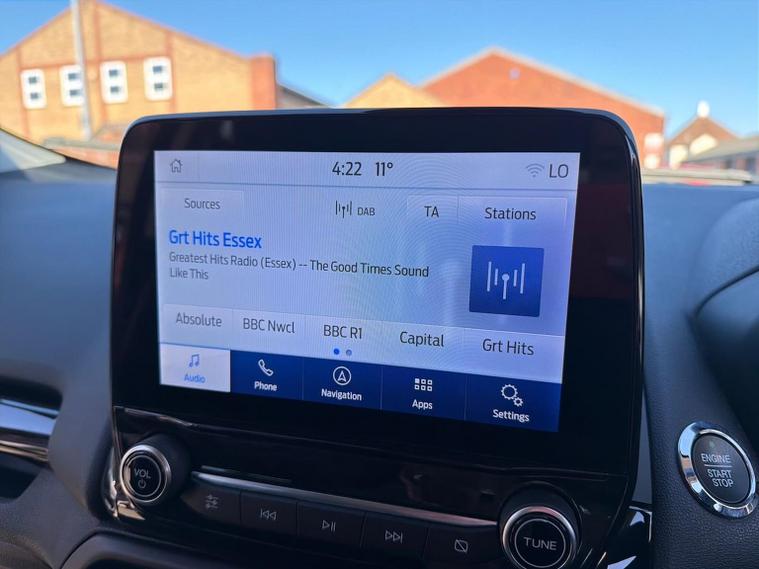 4:22 11° LO
Sources DAB TA Stations
Grt Hits Essex
Greatest Hits Radio (Essex) -- The Good Times Sound
Like This
Absolute BBC Nwcl BBC R1 Capital Grt Hits
Audio Phone Navigation Apps Settings
VOL
TUNE
ENGINE
START
STOP